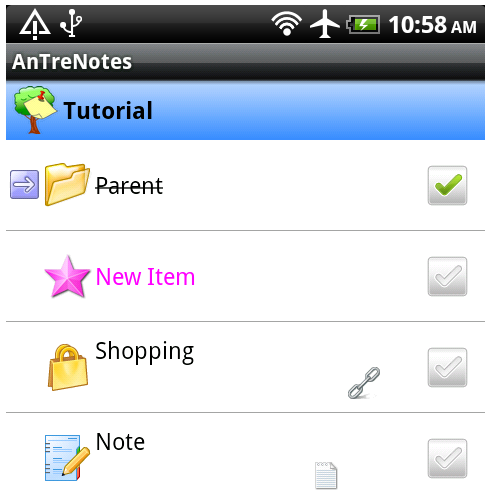 10:58 AM
AnTreNotes
Tutorial
Parent
New Item
Shopping
Note